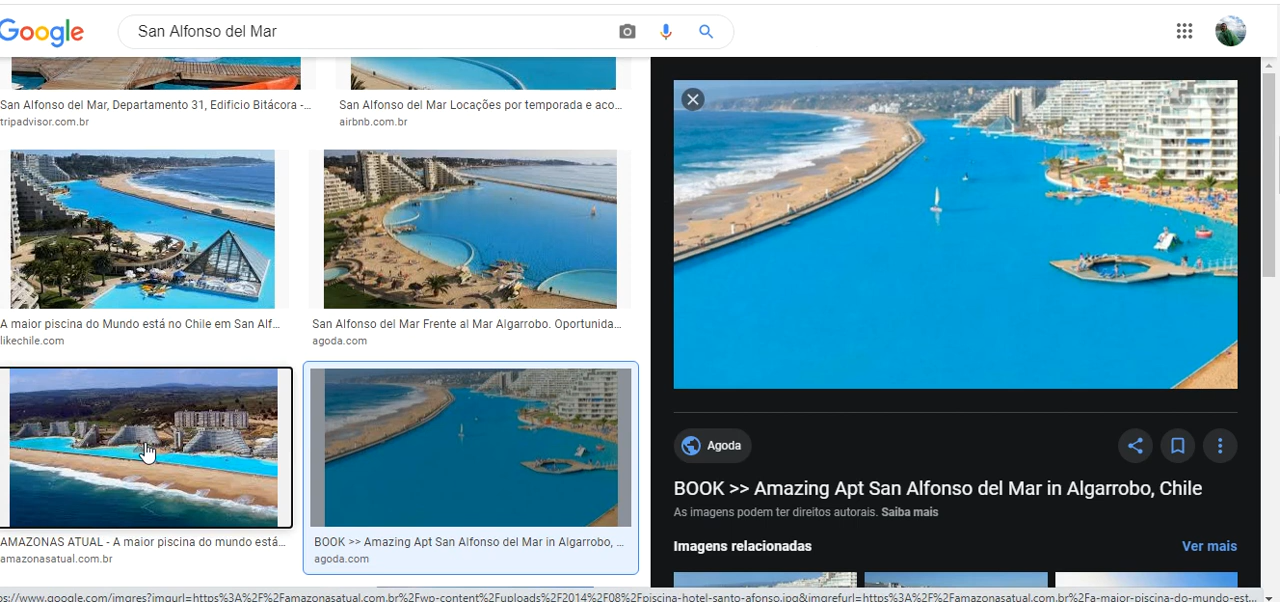 Google
San Alfonso del Mar
San Alfonso del Mar, Departamento 31, Edificio Bitácora -...
tripadvisor.com.br
San Alfonso del Mar Locações por temporada e aco...
airbnb.com.br
A maior piscina do Mundo está no Chile em San Alf...
likechile.com
San Alfonso del Mar Frente al Mar Algarrobo. Oportunida...
agoda.com
AMAZONAS ATUAL - A maior piscina do mundo está...
amazonasatual.com.br
BOOK >> Amazing Apt San Alfonso del Mar in Algarrobo, ...
agoda.com
Agoda
BOOK >> Amazing Apt San Alfonso del Mar in Algarrobo, Chile
As imagens podem ter direitos autorais. Saiba mais
Imagens relacionadas
Ver mais
ps://www.google.com/imgres?imgurl=https%3A%2F%2Famazonasatual.com.br%2Fwp-content%2Fuploads%2F2014%2F08%2Fpiscina-hotel-santo-afonso.jpg&imgrefurl=https%3A%2F%2Famazonasatual.com.br%2Fa-maior-piscina-do-mundo-est...